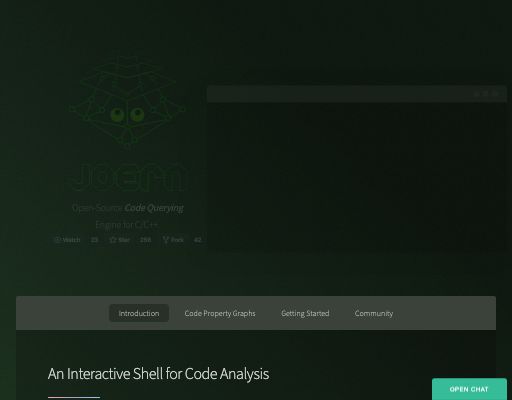 JOERN
Open-Source Code Querying
Engine for C/C++
Watch 23 Star 256 Fork 42
Introduction Code Property Graphs Getting Started Community
An Interactive Shell for Code Analysis
OPEN CHAT